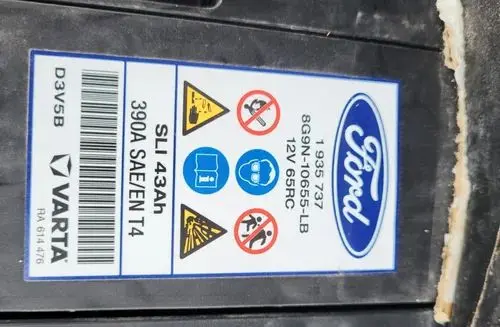 Ford
1 935 737
8G9N-10655-LB
12V 65RC
SLI 43Ah
390A SAE/EN T4
D3V5B
VARTA
RA 614 476